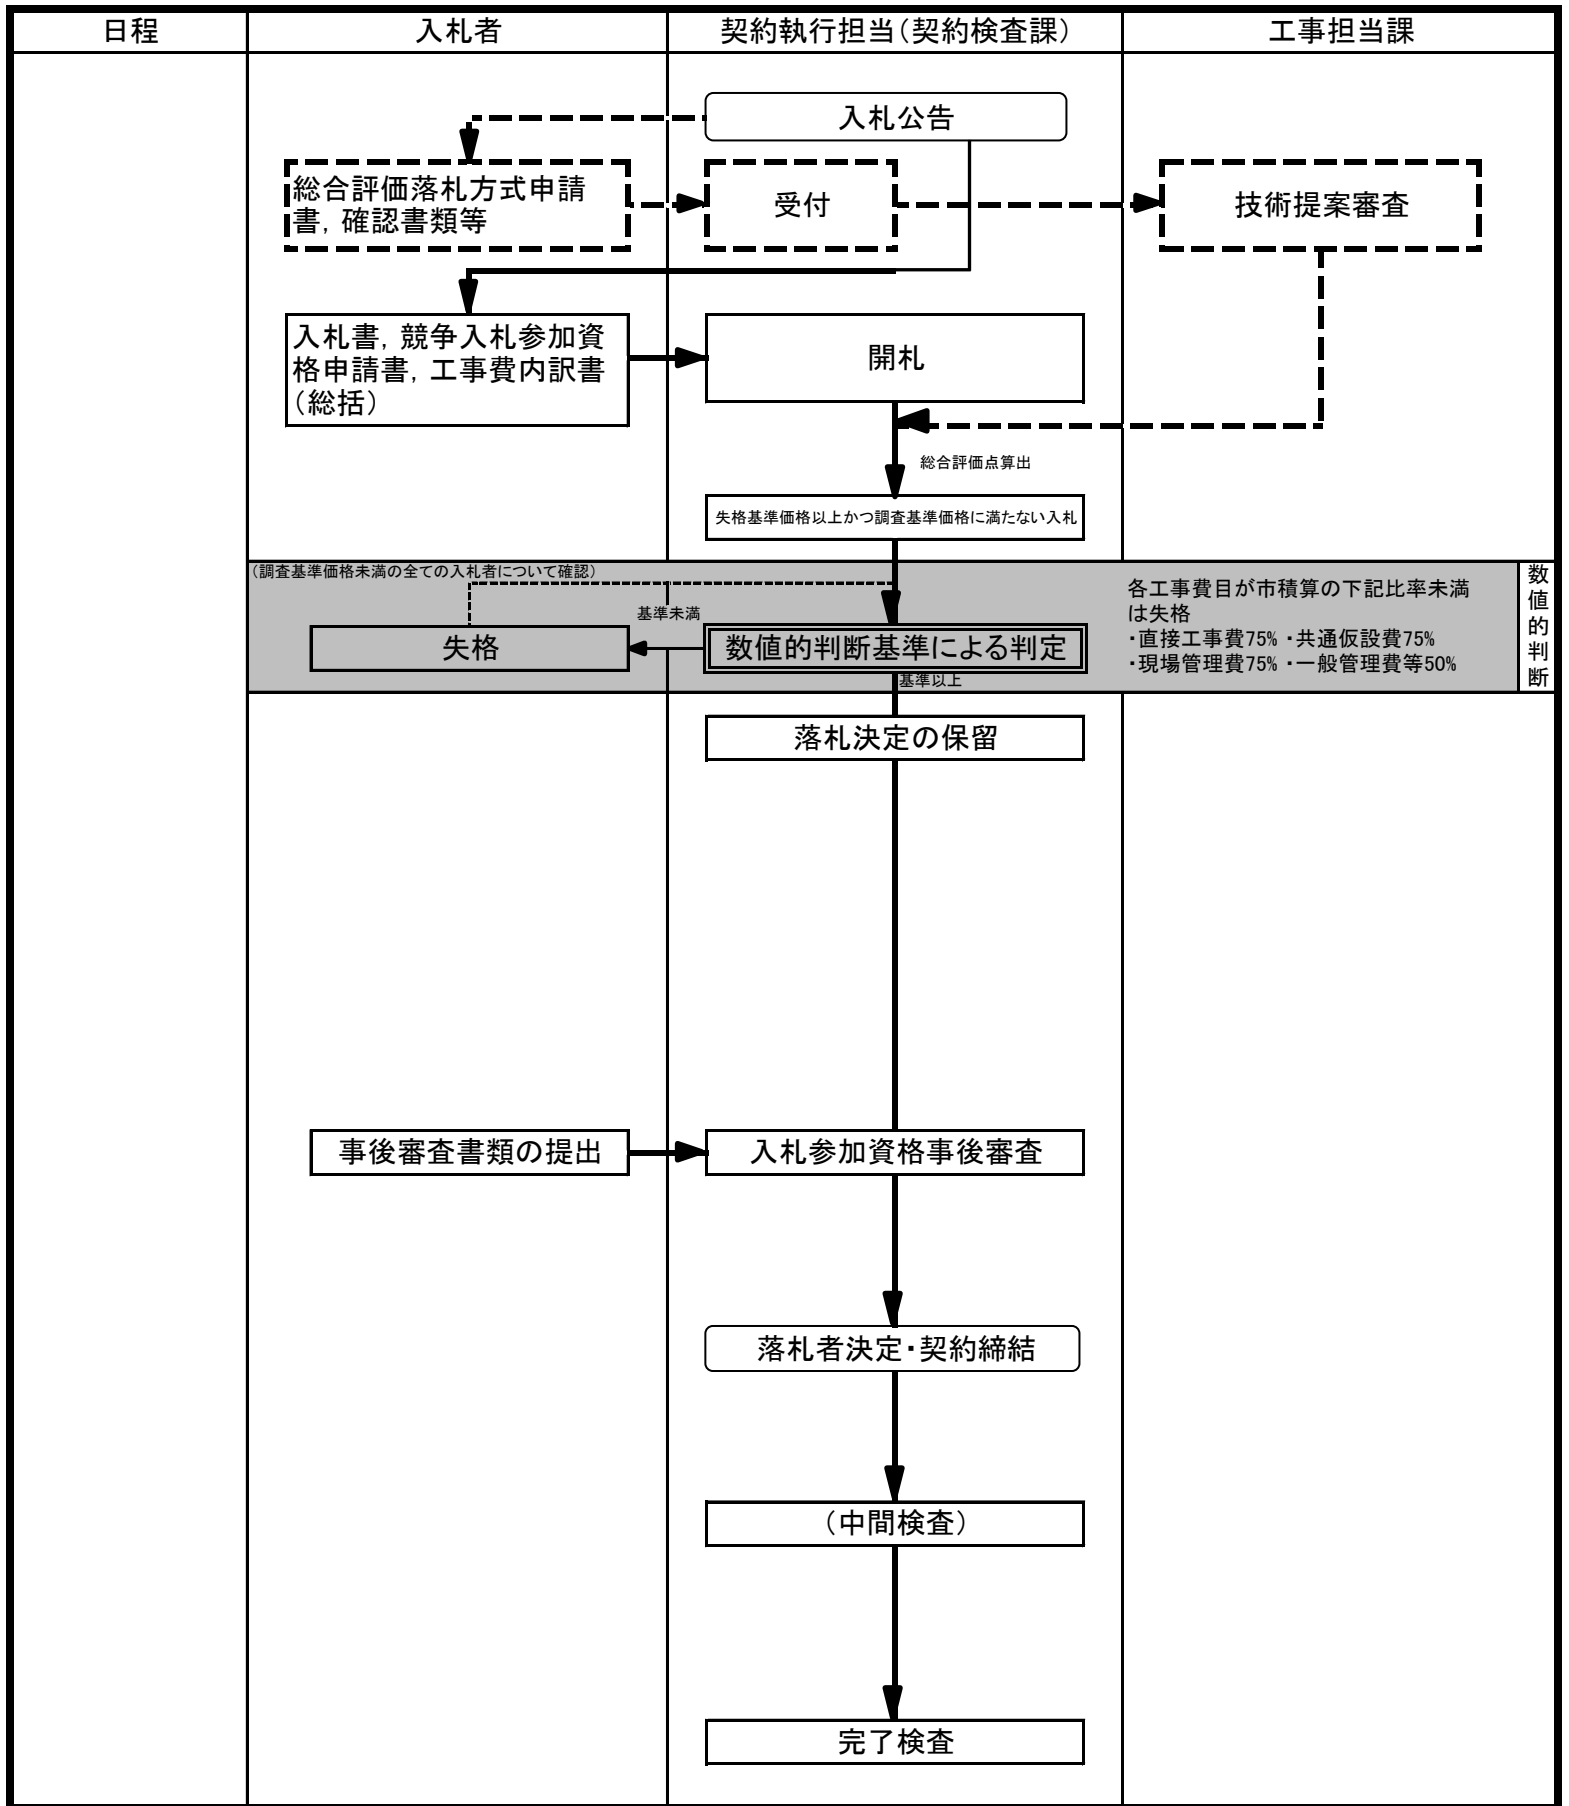 日程
入札者
契約執行担当（契約検査課）
工事担当課
入札公告
総合評価落札方式申請
書，確認書類等
受付
技術提案審査
入札書，競争入札参加資
格申請書，工事費内訳書
（総括）
開札
総合評価点算出
失格基準価格以上かつ調査基準価格に満たない入札
（調査基準価格未満の全ての入札者について確認）
基準未満
失格
数値的判断基準による判定
基準以上
各工事費目が市積算の下記比率未満
は失格
・直接工事費75%・共通仮設費75%
・現場管理費75%・一般管理費等50%
数
値
的
判
断
落札決定の保留
事後審査書類の提出
入札参加資格事後審査
落札者決定・契約締結
（中間検査）
完了検査